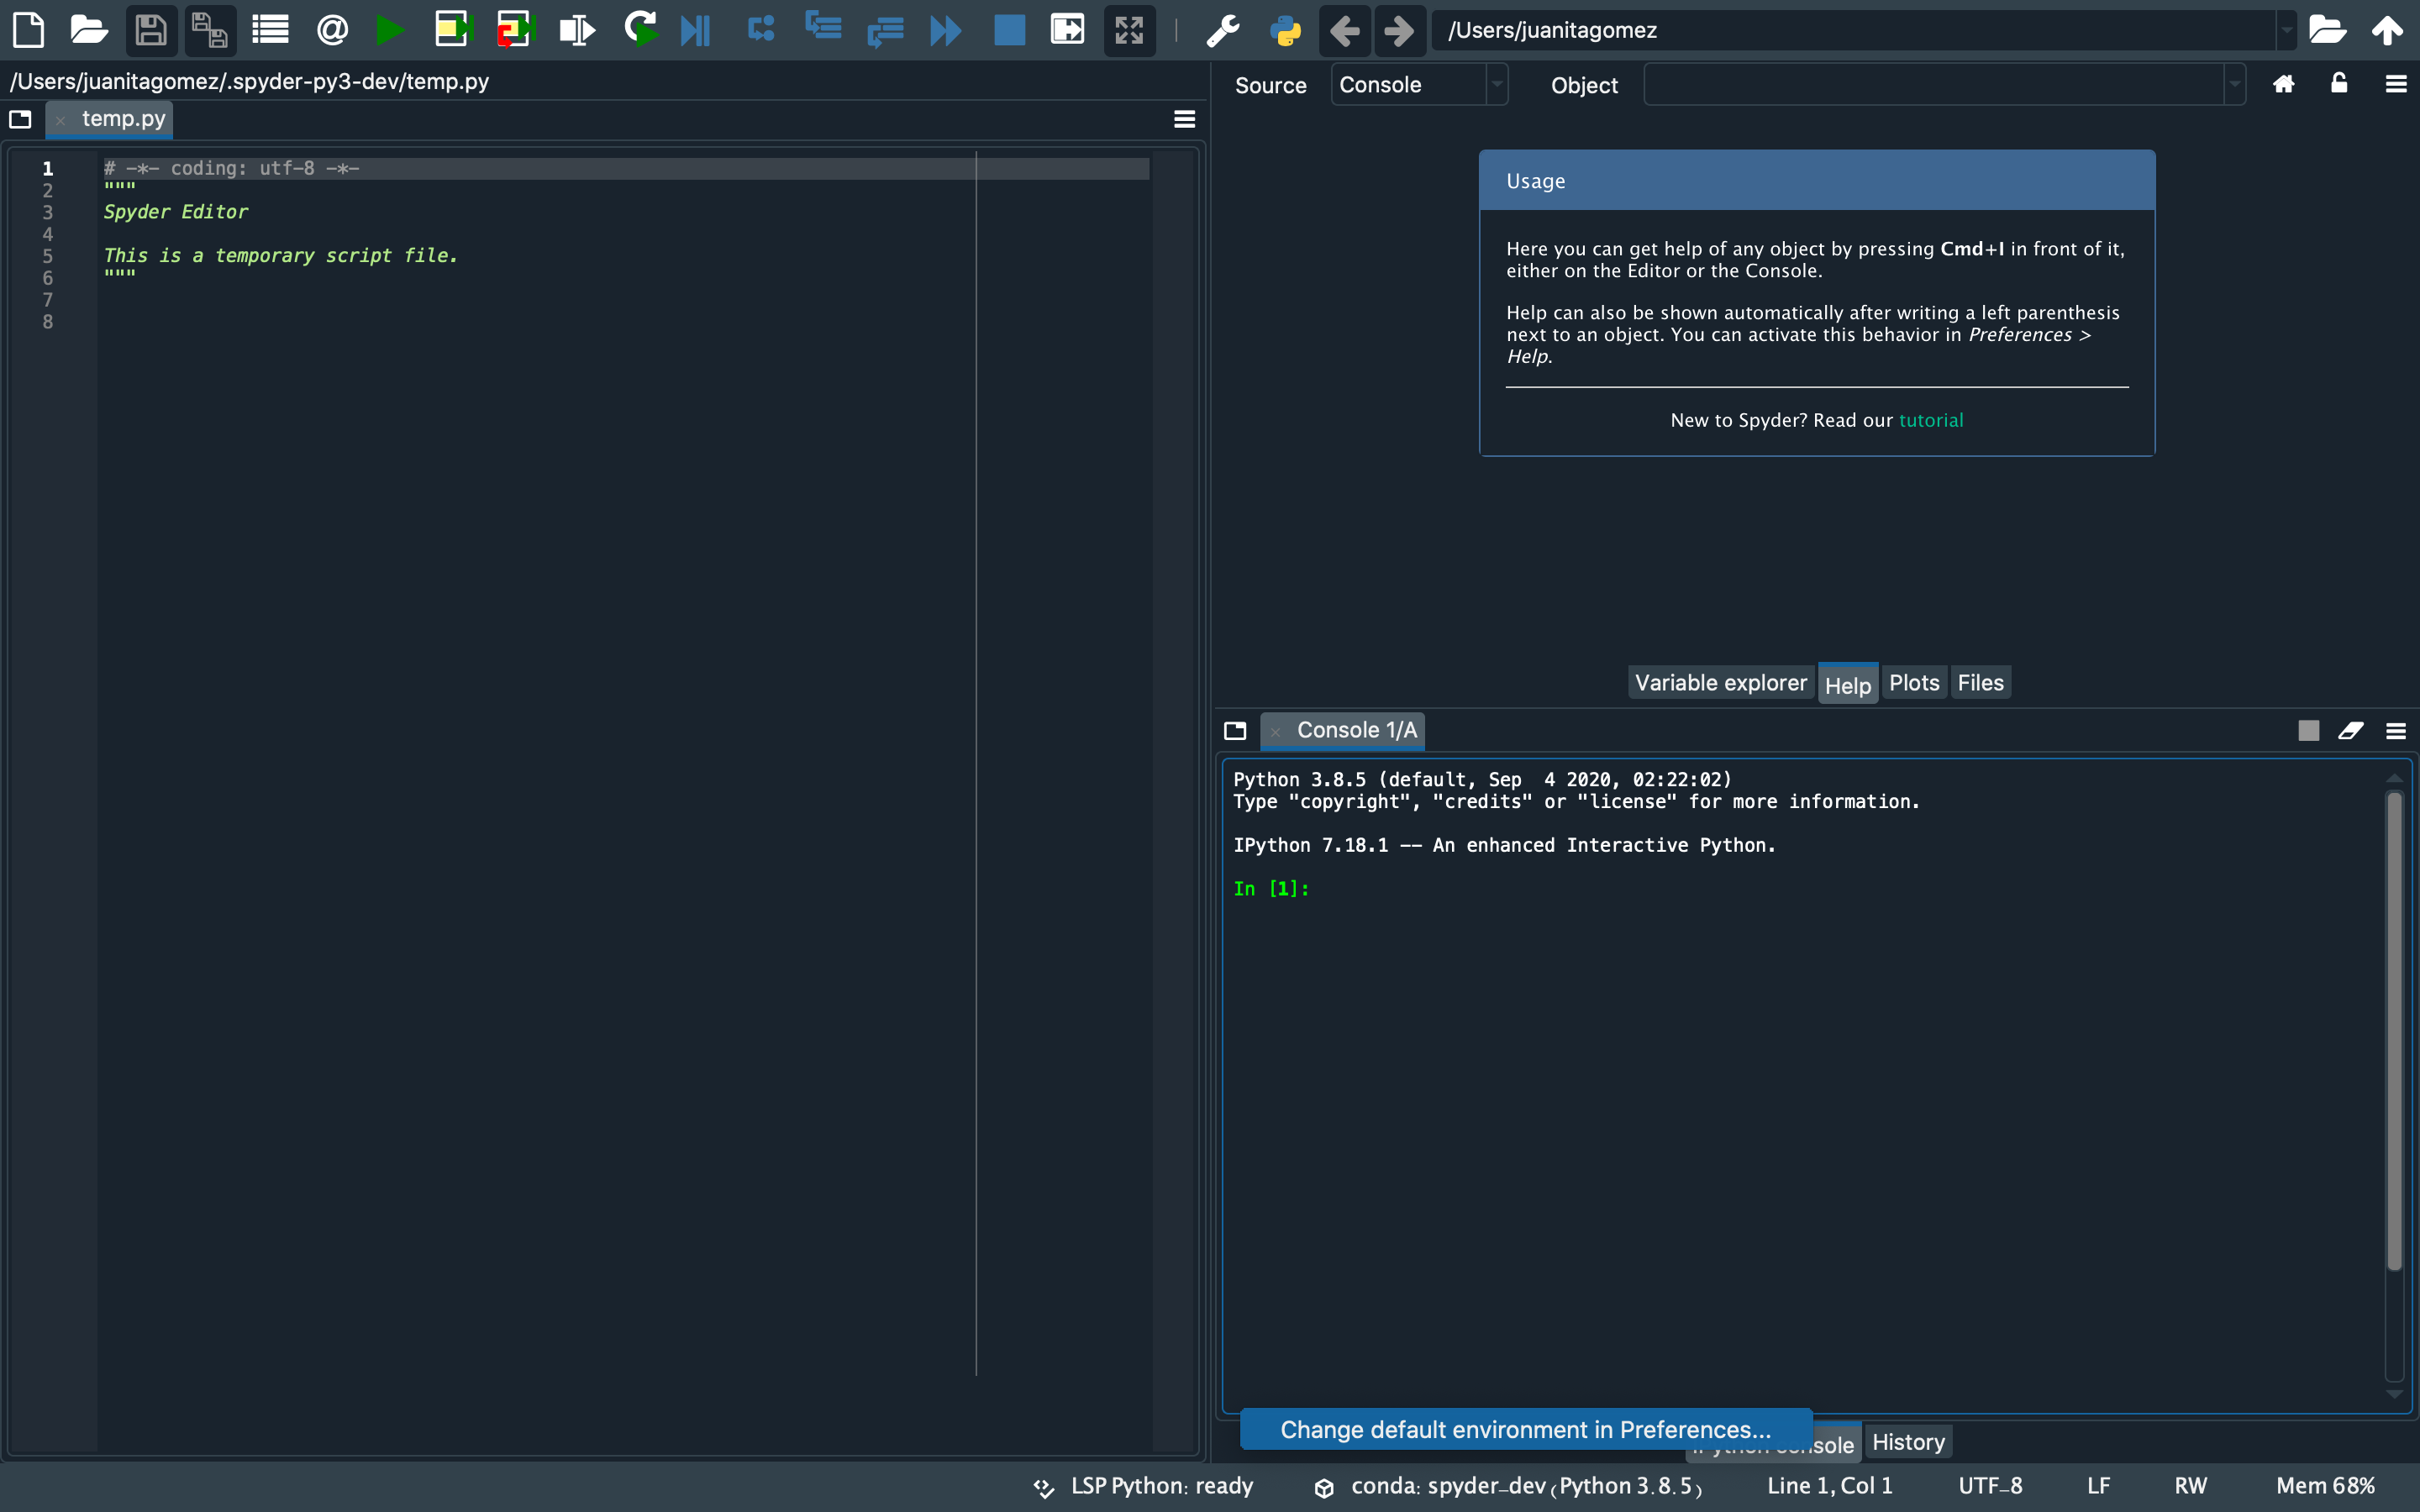 /Users/juanitagomez
/Users/juanitagomez/.spyder-py3-dev/temp.py
temp.py
1 # -*- coding: utf-8 -*-
2 """
3 Spyder Editor
4
5 This is a temporary script file.
6 """
7
8
Source Console Object
Usage
Here you can get help of any object by pressing Cmd+I in front of it,
either on the Editor or the Console.
Help can also be shown automatically after writing a left parenthesis
next to an object. You can activate this behavior in Preferences >
Help.
New to Spyder? Read our tutorial
Variable explorer Help Plots Files
Console 1/A
Python 3.8.5 (default, Sep  4 2020, 02:22:02)
Type "copyright", "credits" or "license" for more information.
IPython 7.18.1 -- An enhanced Interactive Python.
In [1]:
Change default environment in Preferences...
History
LSP Python: ready conda: spyder-dev (Python 3.8.5) Line 1, Col 1 UTF-8 LF RW Mem 68%